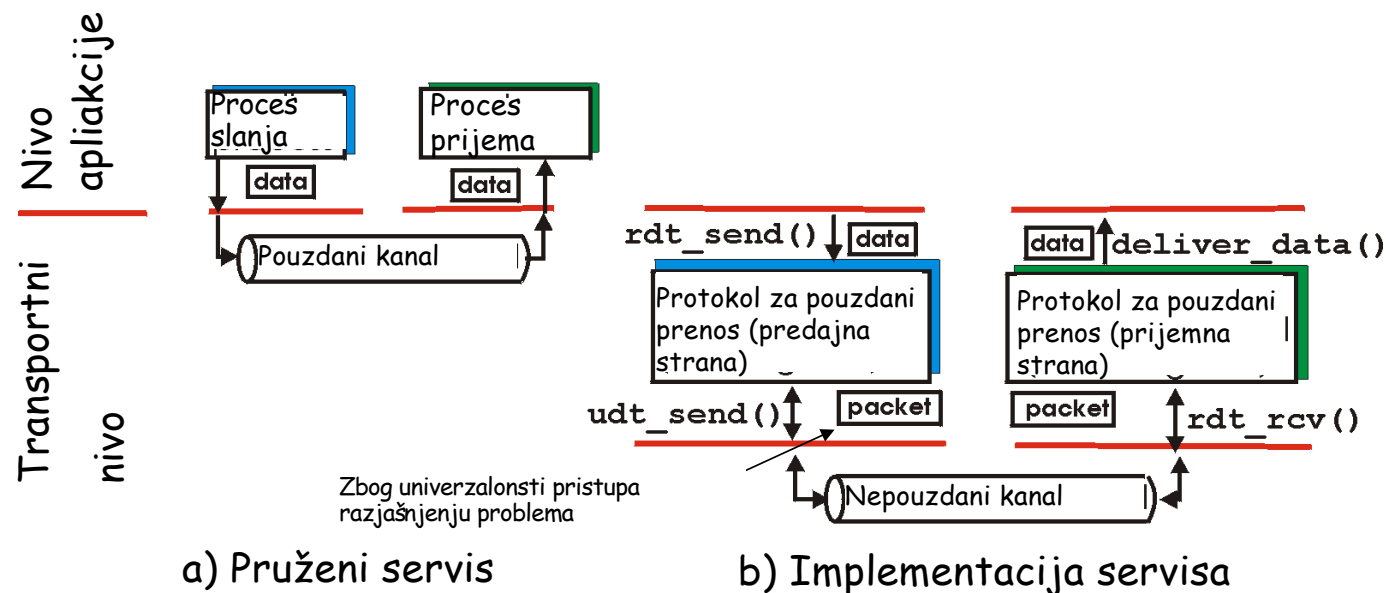 Nivo
apliakcije
Transportni
nivo
Proces
slanja
Proces
prijema
data
data
Pouzdani kanal
a) Pruženi servis
rdt_send()
data
data
deliver_data()
Protokol za pouzdani
prenos (predajna
strana)
Protokol za pouzdani
prenos (prijemna
strana)
udt_send()
packet
packet
rdt_rcv()
Zbog univerzalonsti pristupa
razjašnjenju problema
Nepouzdani kanal
b) Implementacija servisa